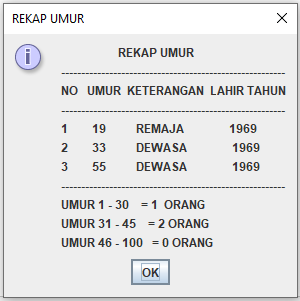 REKAP UMUR
REKAP UMUR
-------------------------------------------------------
NO UMUR KETERANGAN LAHIR TAHUN
-------------------------------------------------------
1 19 REMAJA 1969
2 33 DEWASA 1969
3 55 DEWASA 1969
-------------------------------------------------------
UMUR 1 - 30 = 1 ORANG
UMUR 31 - 45 = 2 ORANG
UMUR 46 - 100 = 0 ORANG
OK